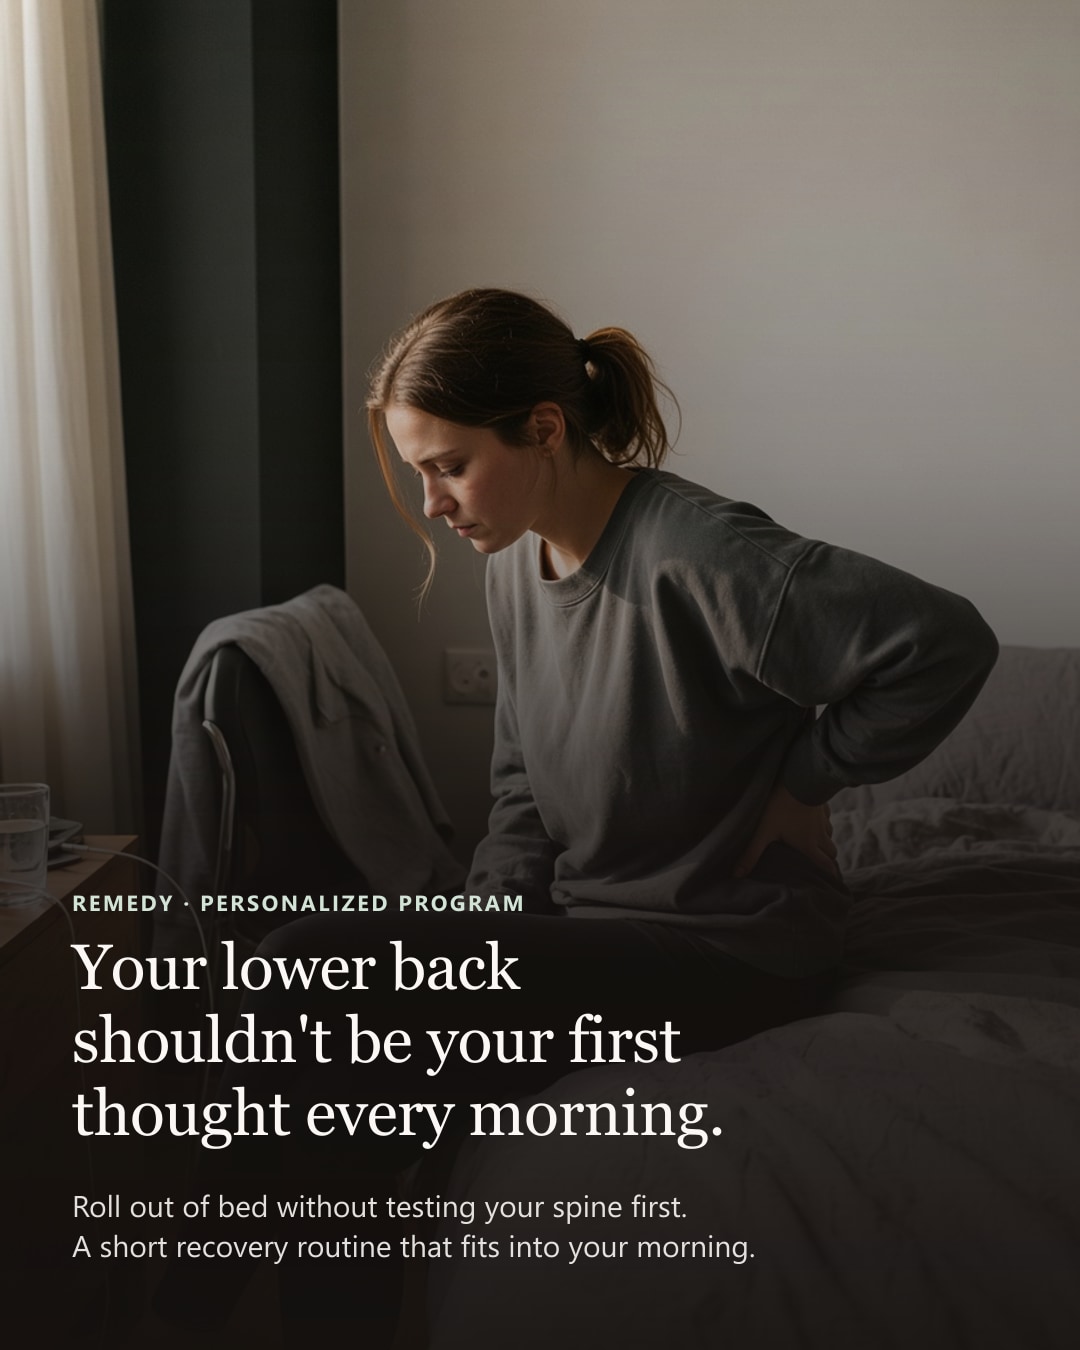 REMEDY · PERSONALIZED PROGRAM
Your lower back
shouldn't be your first
thought every morning.
Roll out of bed without testing your spine first.
A short recovery routine that fits into your morning.